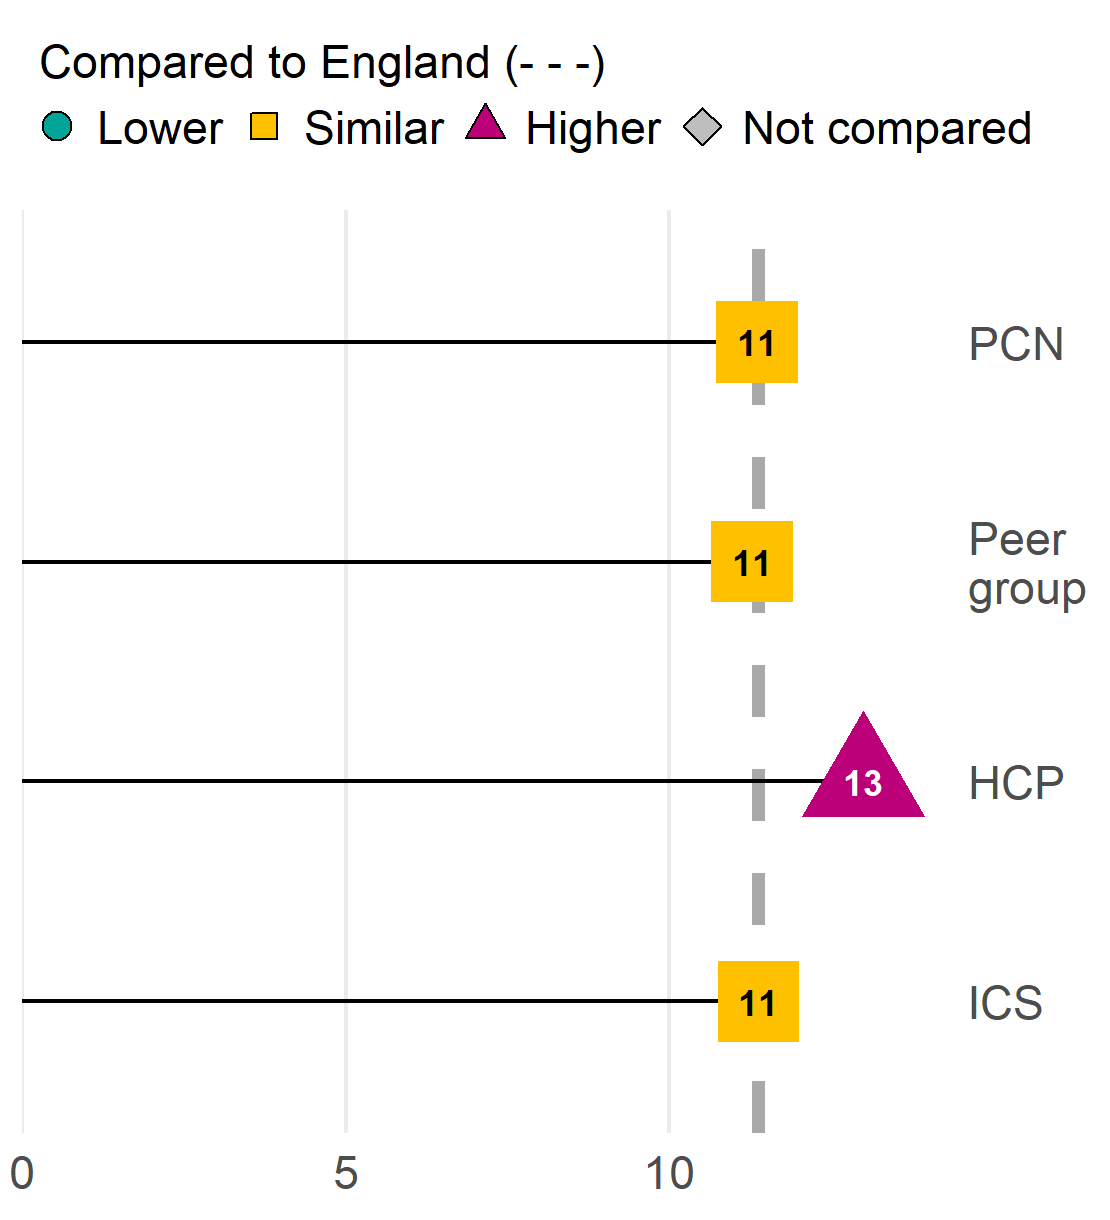 Compared to England (- - -)
Lower Similar Higher Not compared
11 PCN
11 Peer
group
13 HCP
11 ICS
0 5 10